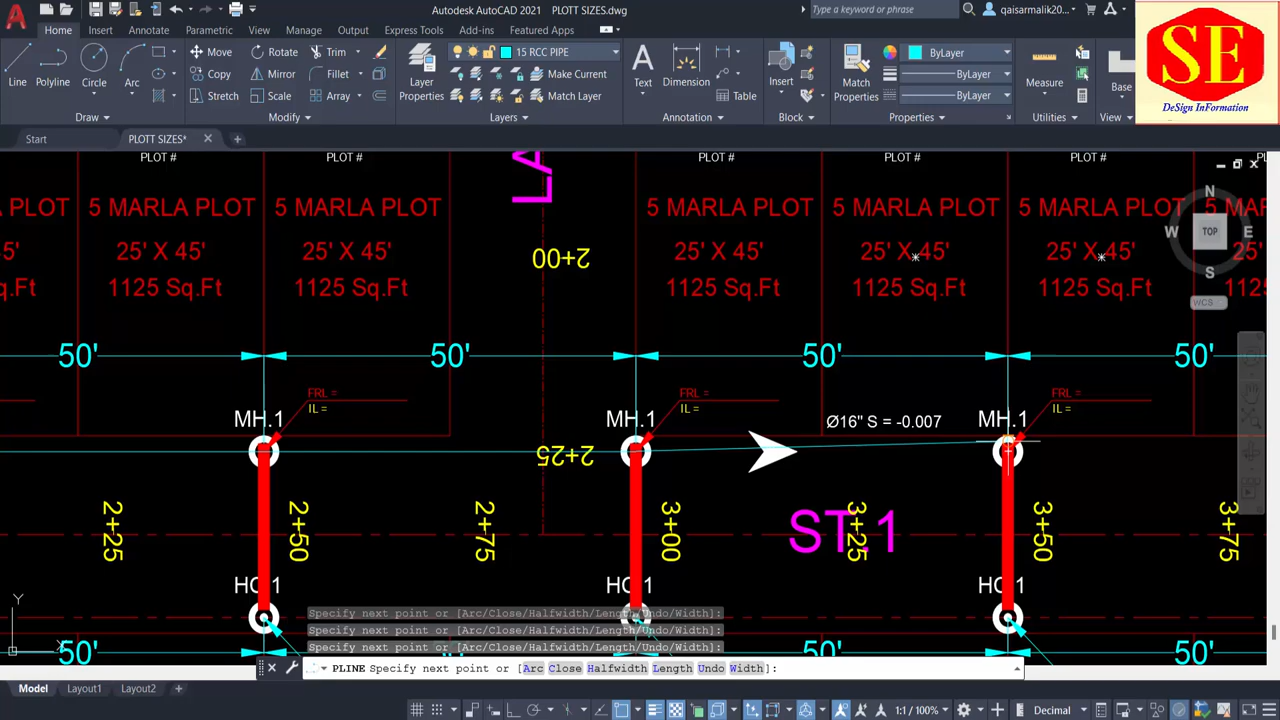 Autodesk AutoCAD 2021 PLOTT SIZES.dwg
Type a keyword or phrase
qaisarmalik20...
Home Insert Annotate Parametric View Manage Output Express Tools Add-ins Featured Apps
Line Polyline Circle Arc
Move Rotate Trim
Copy Mirror Fillet
Stretch Scale Array
Layer Properties
15 RCC PIPE
Make Current
Match Layer
Text Dimension
Table
Insert
Match Properties
ByLayer
ByLayer
ByLayer
Measure
Base
Draw Modify Layers Annotation Block Properties Utilities View
SE
DeSign InFormation
Start PLOTT SIZES*
PLOT # PLOT # PLOT # PLOT # PLOT #
LA
5 MARLA PLOT 5 MARLA PLOT 5 MARLA PLOT 5 MARLA PLOT
25' X 45' 25' X 45' 25' X 45' 25' X 45' 25' X 45'
1125 Sq.Ft 1125 Sq.Ft 1125 Sq.Ft 1125 Sq.Ft 1125 Sq.Ft
2+00
N
W TOP E
S
WCS
50' 50' 50' 50'
FRL = FRL = FRL =
IL = IL = IL =
MH.1 MH.1 Ø16" S = -0.007 MH.1
2+25
2+25 2+50 2+75 3+00 ST.1 3+25 3+50 3+75
Specify next point or [Arc/Close/Halfwidth/Length/Undo/Width]:
Specify next point or [Arc/Close/Halfwidth/Length/Undo/Width]:
Specify next point or [Arc/Close/Halfwidth/Length/Undo/Width]:
Y
50' 50'
PLINE Specify next point or [Arc Close Halfwidth Length Undo Width]:
Model Layout1 Layout2
1:1 / 100% Decimal